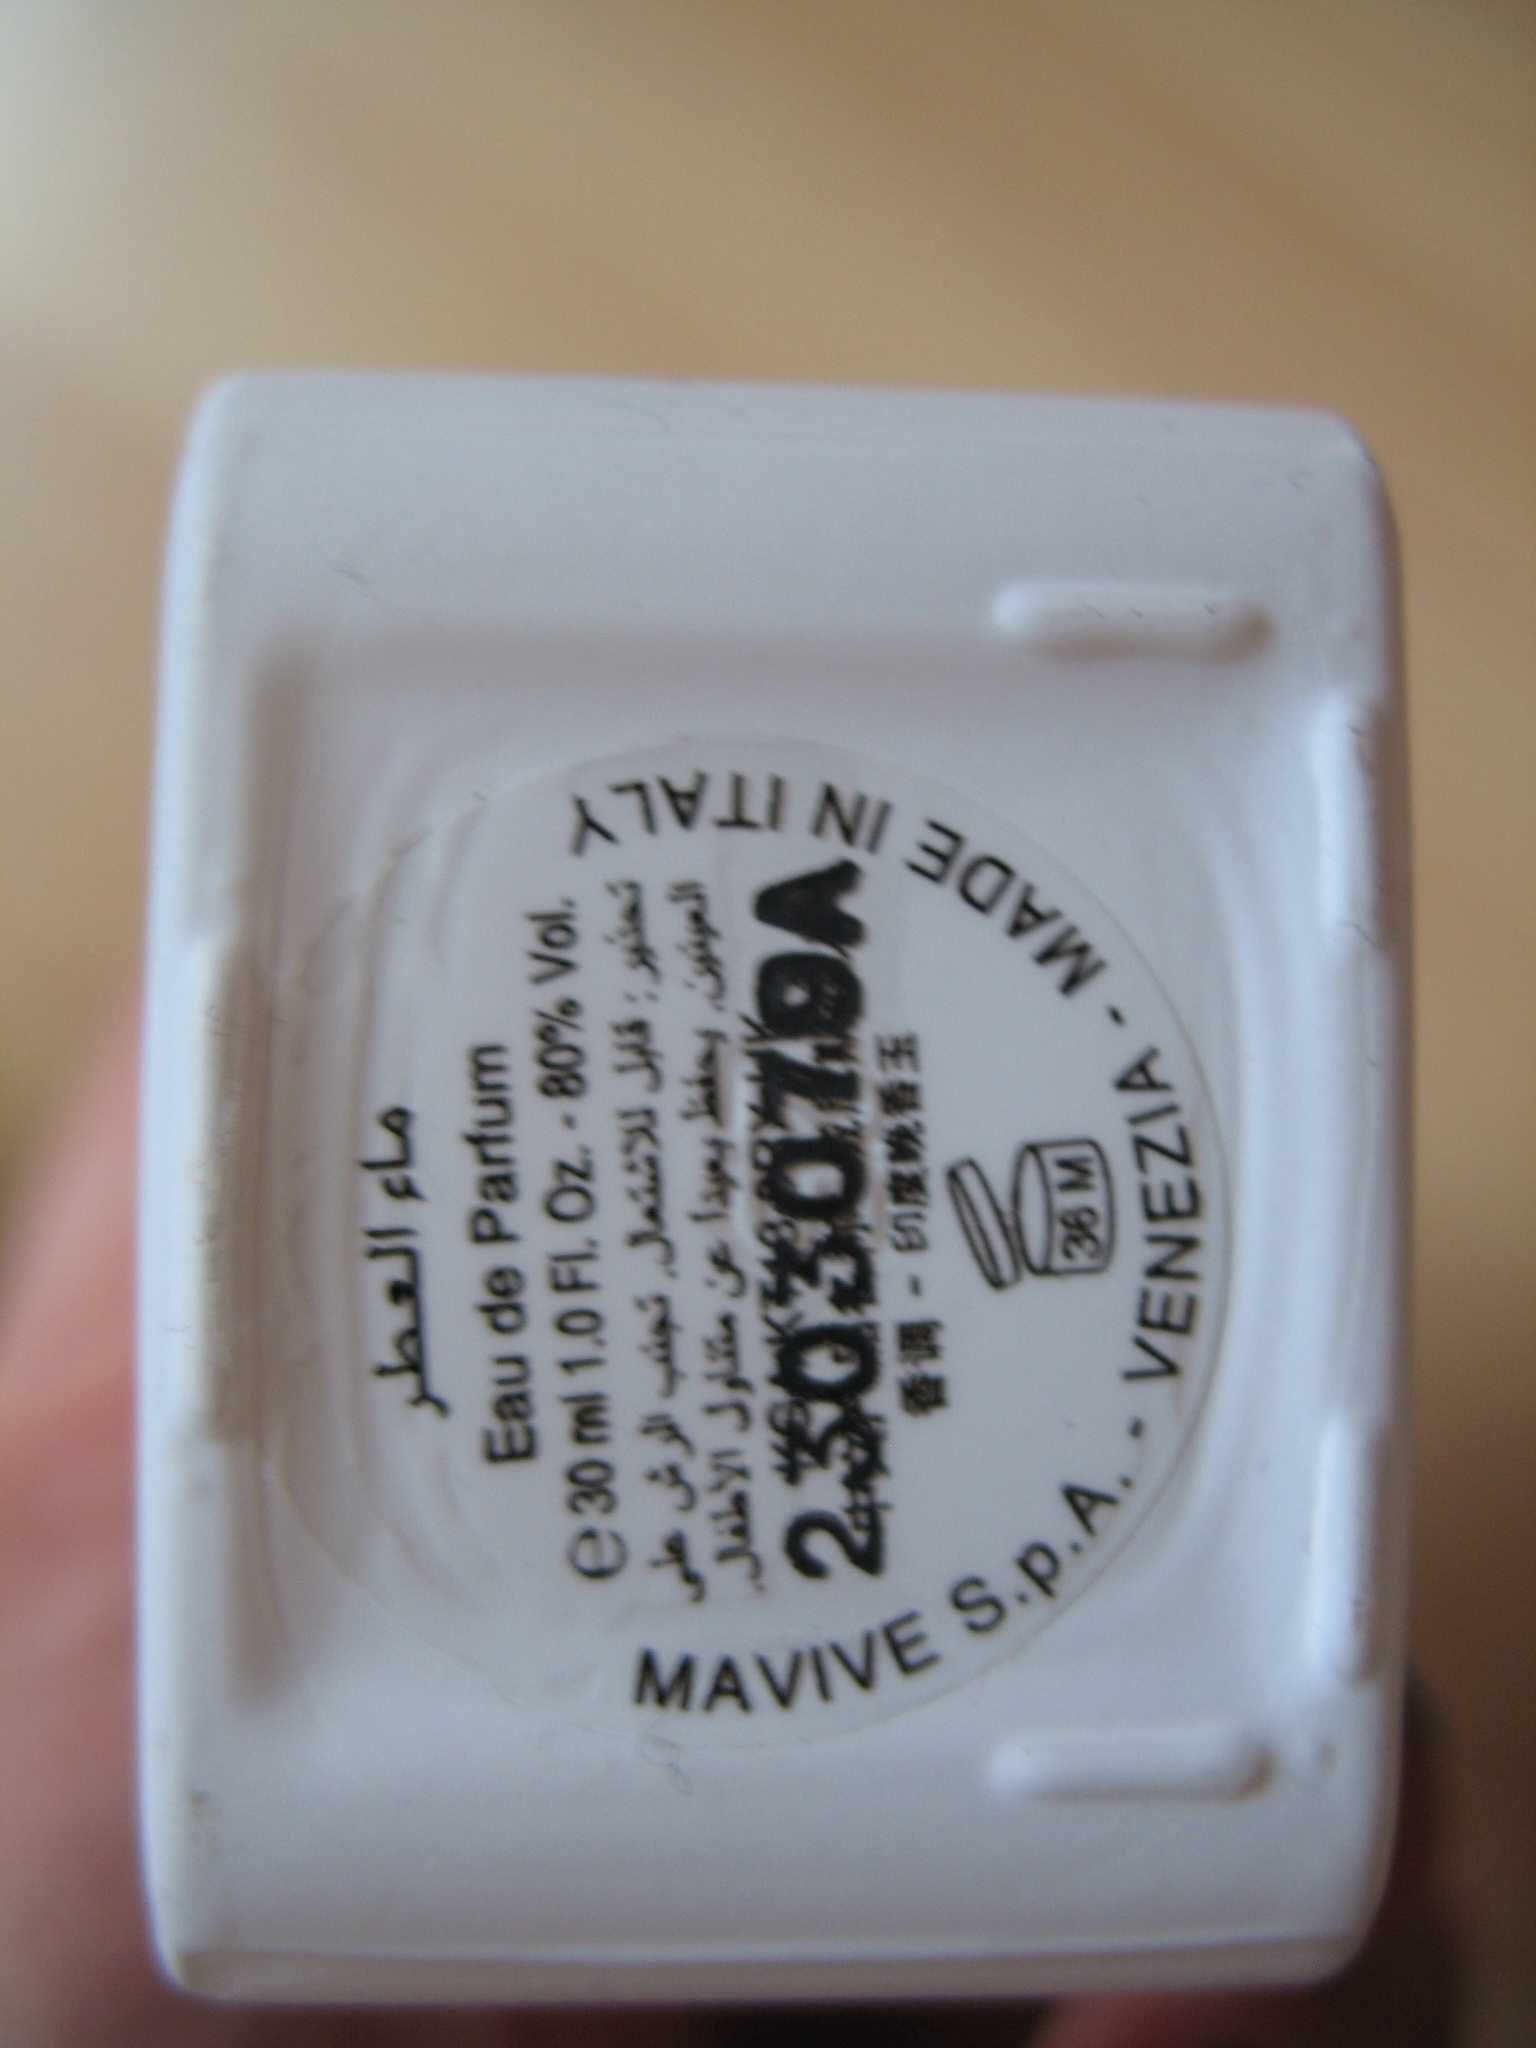 ماء العطر
Eau de Parfum
e 30 ml 1.0 Fl. Oz. - 80% Vol.
تحذير: قابل للاشتعال. تجنب الرش على
العينين. يحفظ بعيدا عن متناول الأطفال.
2303079A
香调 - 印度晚香玉
36 M
MAVIVE S.p.A. - VENEZIA - MADE IN ITALY